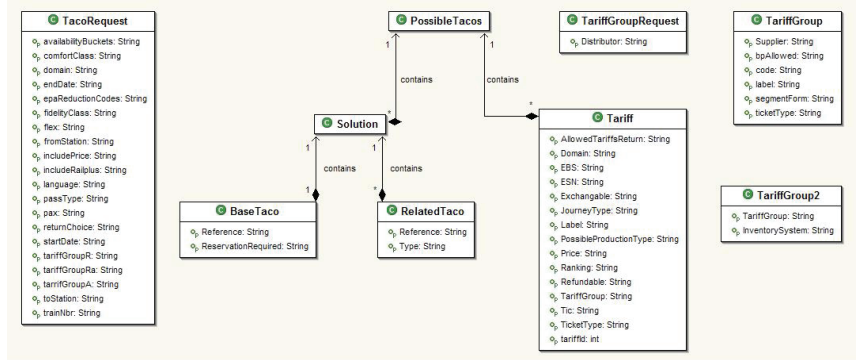 TacoRequest
availabilityBuckets: String
comfortClass: String
domain: String
endDate: String
epaReductionCodes: String
fidelityClass: String
flex: String
fromStation: String
includePrice: String
includeRailplus: String
language: String
passType: String
pax: String
returnChoice: String
startDate: String
tariffGroupR: String
tariffGroupRa: String
tarrifGroupA: String
toStation: String
trainNbr: String
PossibleTacos
1
1
contains
contains
*
*
Solution
1
1
contains
contains
1
*
BaseTaco
Reference: String
ReservationRequired: String
RelatedTaco
Reference: String
Type: String
TariffGroupRequest
Distributor: String
Tariff
AllowedTariffsReturn: String
Domain: String
EBS: String
ESN: String
Exchangable: String
JourneyType: String
Label: String
PossibleProductionType: String
Price: String
Ranking: String
Refundable: String
TariffGroup: String
Tic: String
TicketType: String
tariffId: int
TariffGroup
Supplier: String
bpAllowed: String
code: String
label: String
segmentForm: String
ticketType: String
TariffGroup2
TariffGroup: String
InventorySystem: String